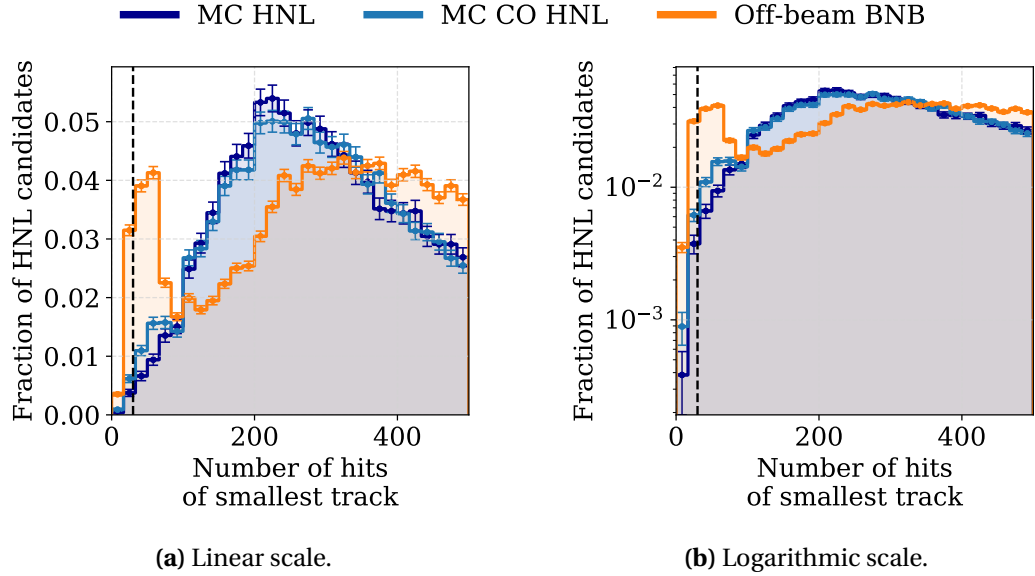 MC HNL MC CO HNL Off-beam BNB
Fraction of HNL candidates
0.05
0.04
0.03
0.02
0.01
0.00
0 200 400
Number of hits
of smallest track
(a) Linear scale.
Fraction of HNL candidates
10⁻²
10⁻³
0 200 400
Number of hits
of smallest track
(b) Logarithmic scale.